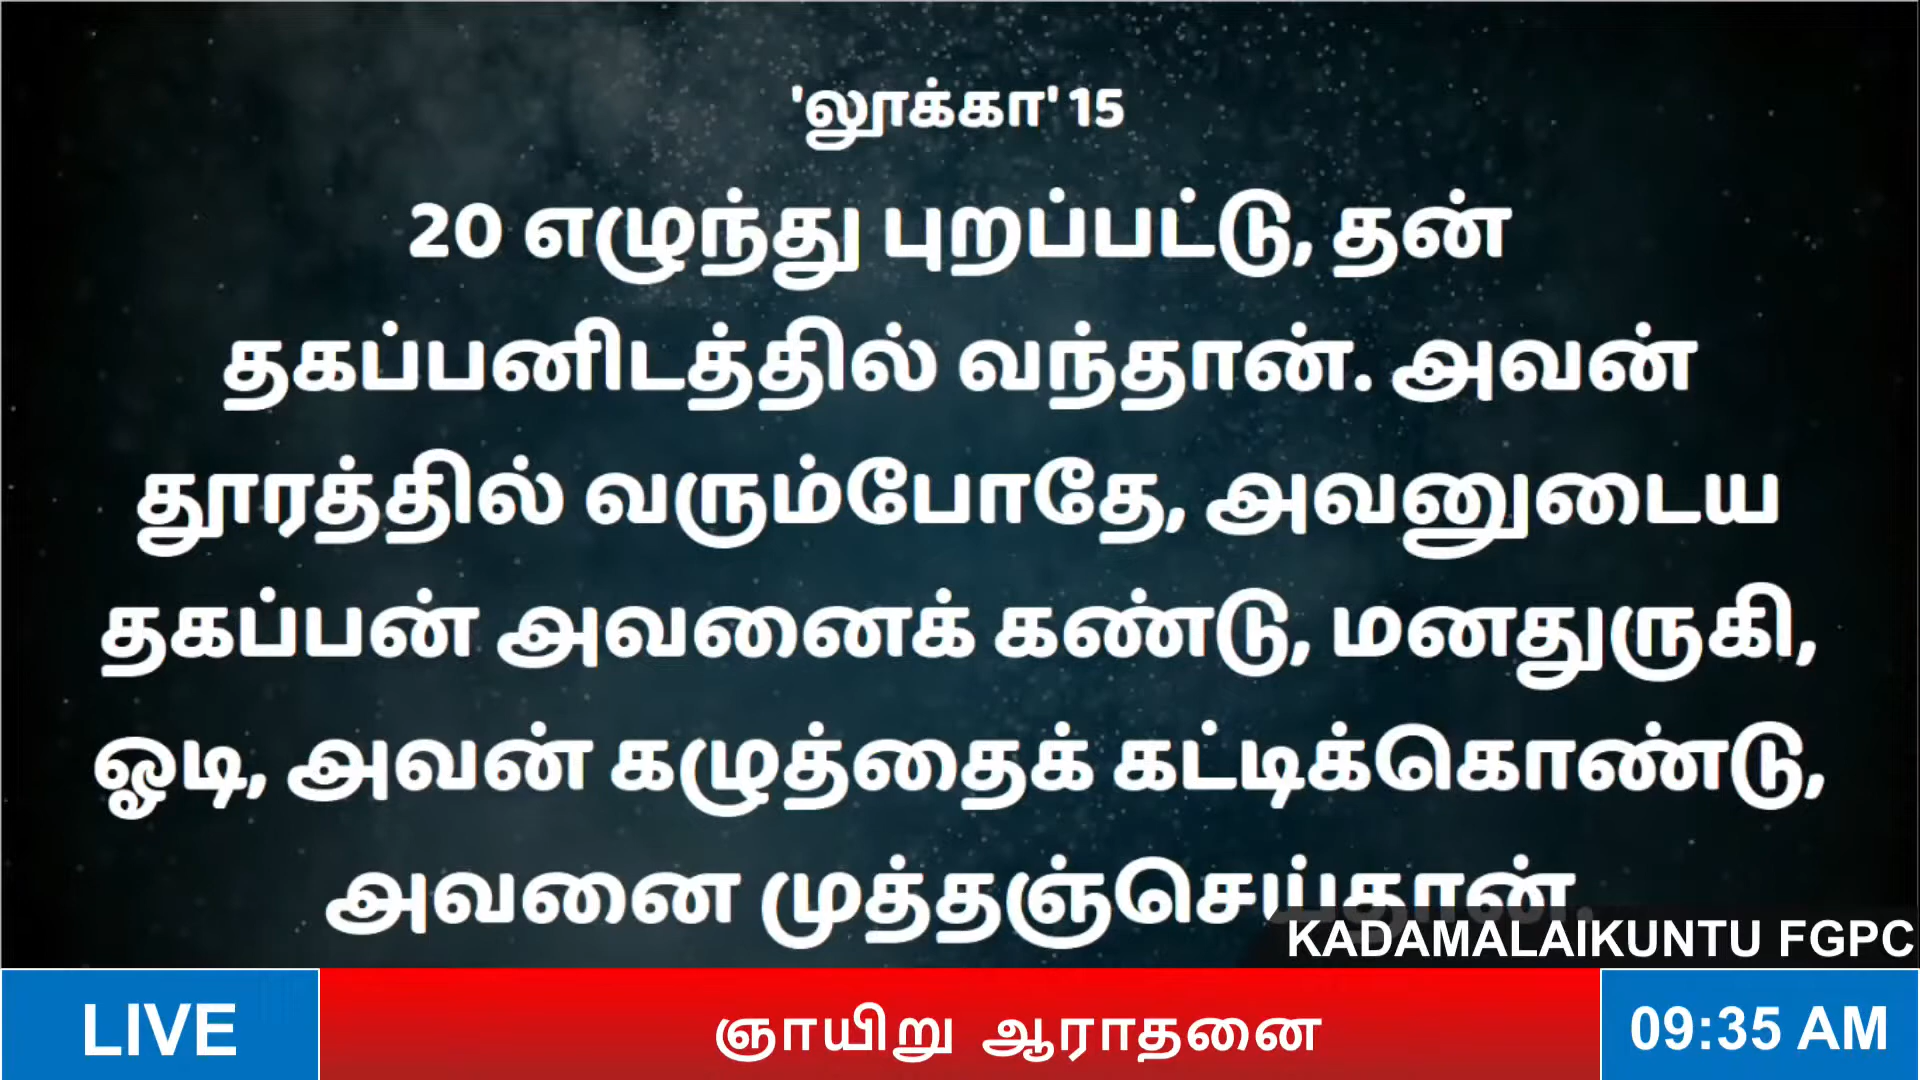 'லூக்கா' 15
20 எழுந்து புறப்பட்டு, தன்
தகப்பனிடத்தில் வந்தான். அவன்
தூரத்தில் வரும்போதே, அவனுடைய
தகப்பன் அவனைக் கண்டு, மனதுருகி,
ஓடி, அவன் கழுத்தைக் கட்டிக்கொண்டு,
அவனை முத்தஞ்செய்தான்.
KADAMALAIKUNTU FGPC
LIVE
ஞாயிறு ஆராதனை
09:35 AM